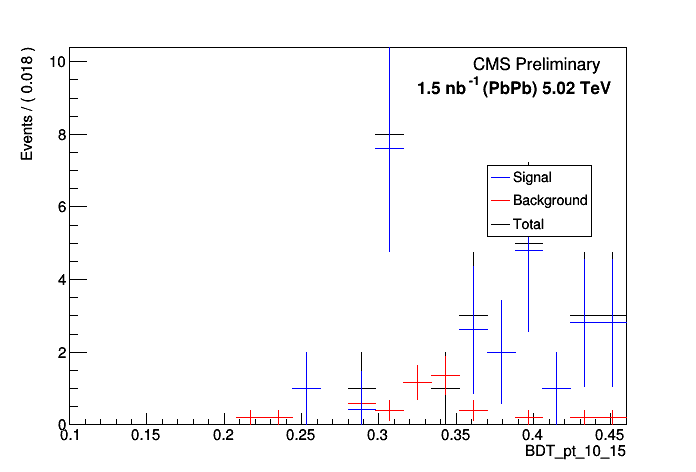 CMS Preliminary
1.5 nb-1 (PbPb) 5.02 TeV
Events / ( 0.018 )
10
8
6
4
2
0
Signal
Background
Total
0.1 0.15 0.2 0.25 0.3 0.35 0.4 0.45
BDT_pt_10_15